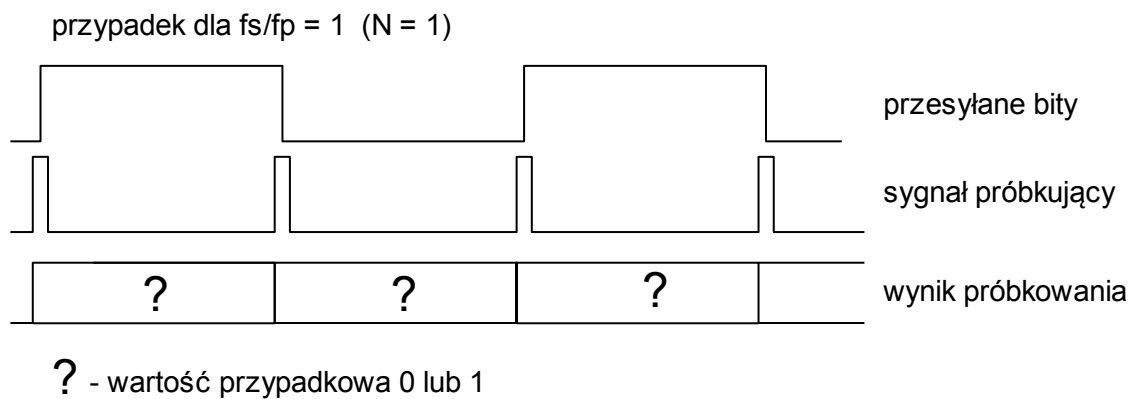 przypadek dla fs/fp = 1 (N = 1)
przesyłane bity
sygnał próbkujący
? ? ?
wynik próbkowania
? - wartość przypadkowa 0 lub 1